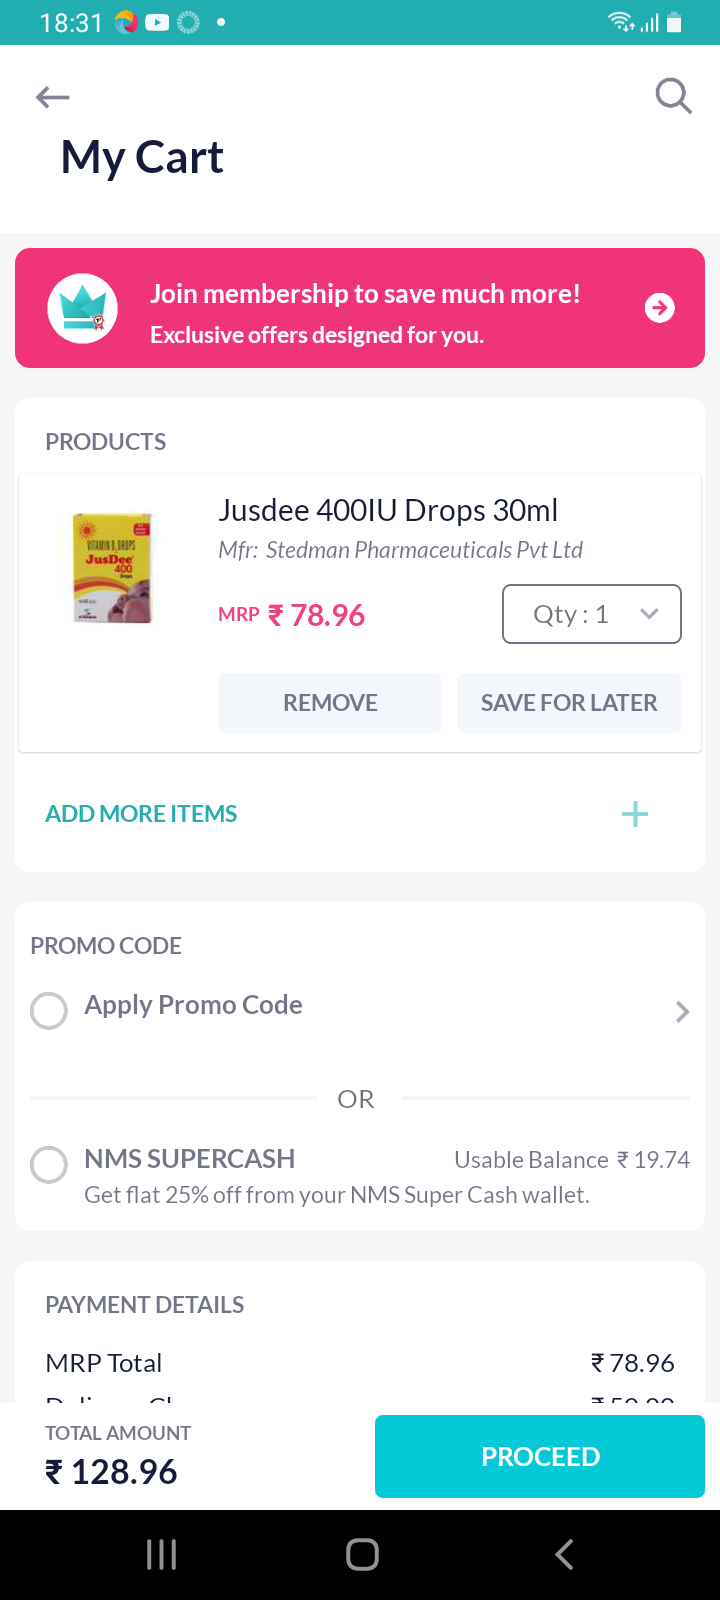 18:31
My Cart
Join membership to save much more!
Exclusive offers designed for you.
PRODUCTS
Jusdee 400IU Drops 30ml
Mfr: Stedman Pharmaceuticals Pvt Ltd
VITAMIN D3 DROPS
JusDee
400
Drops
MRP ₹ 78.96
Qty : 1
REMOVE
SAVE FOR LATER
ADD MORE ITEMS
PROMO CODE
Apply Promo Code
OR
NMS SUPERCASH
Usable Balance ₹ 19.74
Get flat 25% off from your NMS Super Cash wallet.
PAYMENT DETAILS
MRP Total
₹ 78.96
TOTAL AMOUNT
₹ 128.96
PROCEED